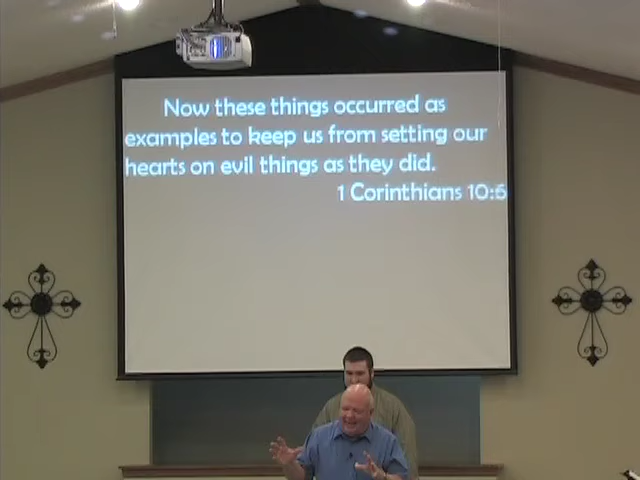 Now these things occurred as
examples to keep us from setting our
hearts on evil things as they did.
1 Corinthians 10:6